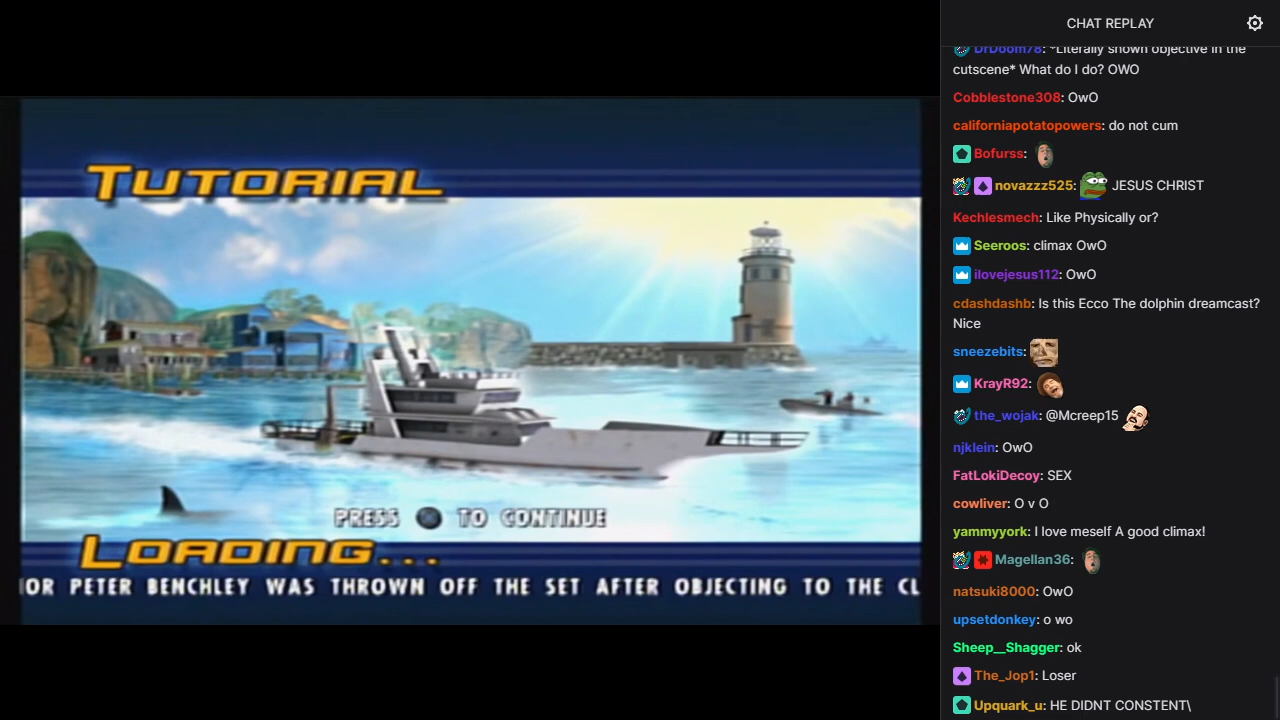 TUTORIAL
PRESS TO CONTINUE
LOADING...
OR PETER BENCHLEY WAS THROWN OFF THE SET AFTER OBJECTING TO THE CL
CHAT REPLAY
DrDoom78: *Literally shown objective in the
cutscene* What do I do? OWO
Cobblestone308: OwO
californiapotatopowers: do not cum
Bofurss:
novazzz525: JESUS CHRIST
Kechlesmech: Like Physically or?
Seeroos: climax OwO
ilovejesus112: OwO
cdashdashb: Is this Ecco The dolphin dreamcast?
Nice
sneezebits:
KrayR92:
the_wojak: @Mcreep15
njklein: OwO
FatLokiDecoy: SEX
cowliver: O v O
yammyyork: I love meself A good climax!
Magellan36:
natsuki8000: OwO
upsetdonkey: o wo
Sheep__Shagger: ok
The_Jop1: Loser
Upquark_u: HE DIDNT CONSTENT\